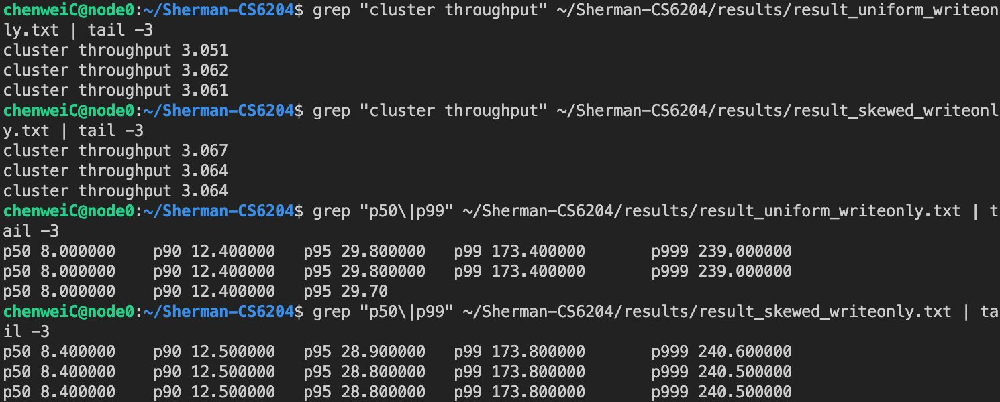 chenweiC@node0:~/Sherman-CS6204$ grep "cluster throughput" ~/Sherman-CS6204/results/result_uniform_writeon
ly.txt | tail -3
cluster throughput 3.051
cluster throughput 3.062
cluster throughput 3.061
chenweiC@node0:~/Sherman-CS6204$ grep "cluster throughput" ~/Sherman-CS6204/results/result_skewed_writeonl
y.txt | tail -3
cluster throughput 3.067
cluster throughput 3.064
cluster throughput 3.064
chenweiC@node0:~/Sherman-CS6204$ grep "p50\|p99" ~/Sherman-CS6204/results/result_uniform_writeonly.txt | t
ail -3
p50 8.000000    p90 12.400000   p95 29.800000   p99 173.400000       p999 239.000000
p50 8.000000    p90 12.400000   p95 29.800000   p99 173.400000       p999 239.000000
p50 8.000000    p90 12.400000   p95 29.70
chenweiC@node0:~/Sherman-CS6204$ grep "p50\|p99" ~/Sherman-CS6204/results/result_skewed_writeonly.txt | ta
il -3
p50 8.400000    p90 12.500000   p95 28.900000   p99 173.800000       p999 240.600000
p50 8.400000    p90 12.500000   p95 28.800000   p99 173.800000       p999 240.500000
p50 8.400000    p90 12.500000   p95 28.800000   p99 173.800000       p999 240.500000